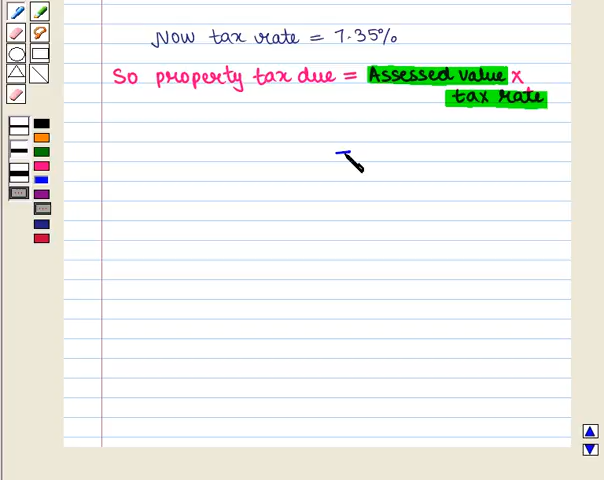 Now tax rate = 7.35%
So property tax due = Assessed value x
tax rate